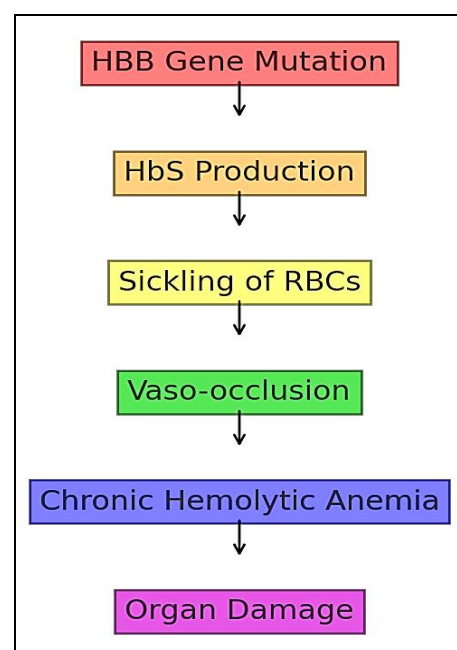 HBB Gene Mutation
HbS Production
Sickling of RBCs
Vaso-occlusion
Chronic Hemolytic Anemia
Organ Damage